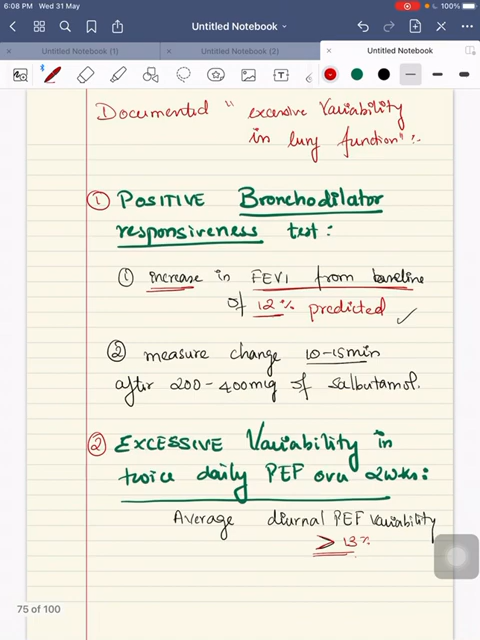 6:08 PM Wed 31 May
100%
Untitled Notebook
Untitled Notebook (1)
Untitled Notebook (2)
Untitled Notebook
Documented " excessive Variability
in lung function" :-
① POSITIVE Bronchodilator
responsiveness test :
① increase in FEV1 from baseline
of 12% predicted
② measure change 10-15min
after 200-400mcg of Salbutamol.
② EXCESSIVE Variability in
twice daily PEF over 2wks :
Average diurnal PEF variability
> 13%
75 of 100